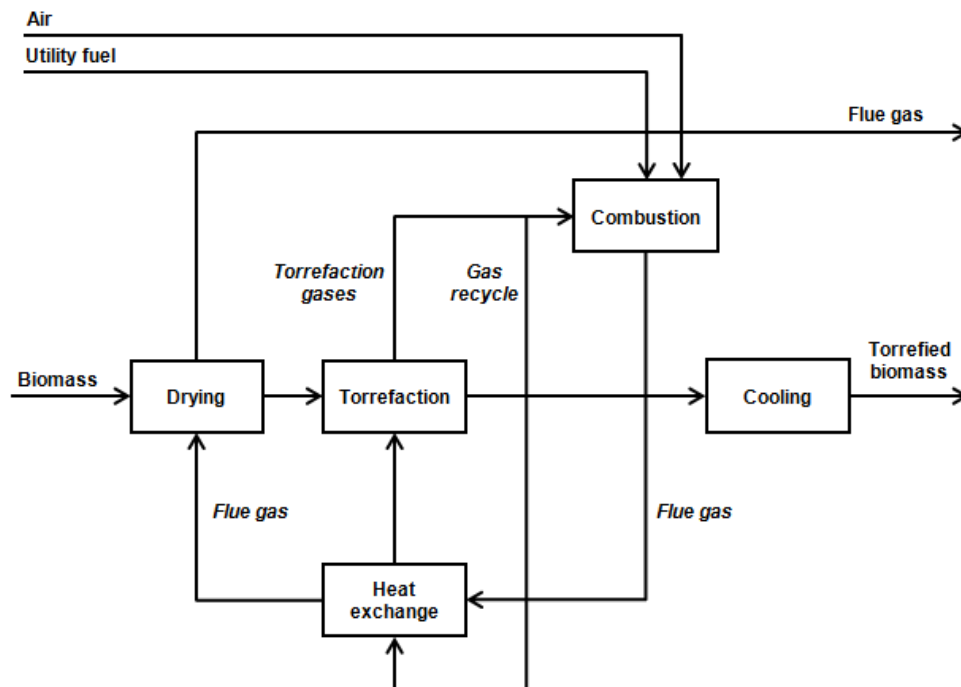 Air
Utility fuel
Flue gas
Combustion
Torrefaction
gases
Gas
recycle
Biomass
Drying
Torrefaction
Cooling
Torrefied
biomass
Flue gas
Flue gas
Heat
exchange